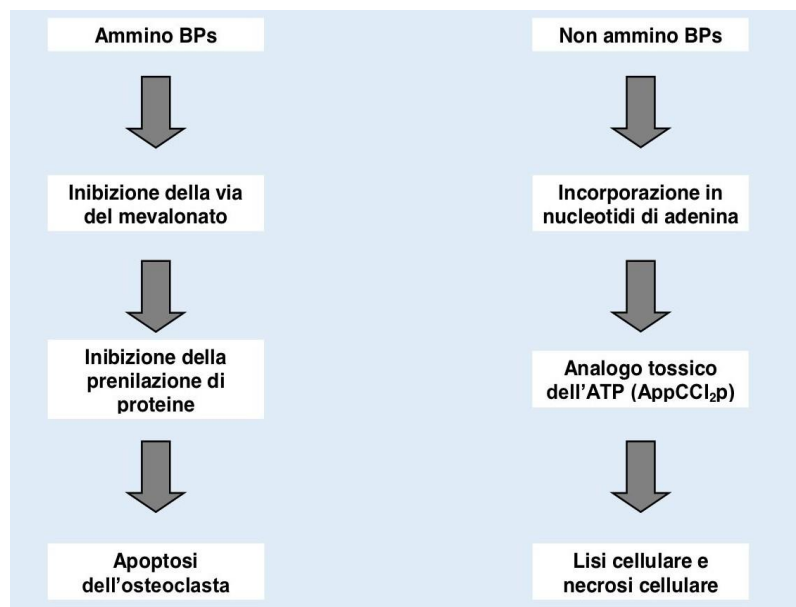 Ammino BPs
Inibizione della via
del mevalonato
Inibizione della
prenilazione di
proteine
Apoptosi
dell'osteoclasta
Non ammino BPs
Incorporazione in
nucleotidi di adenina
Analogo tossico
dell'ATP (AppCCl₂p)
Lisi cellulare e
necrosi cellulare